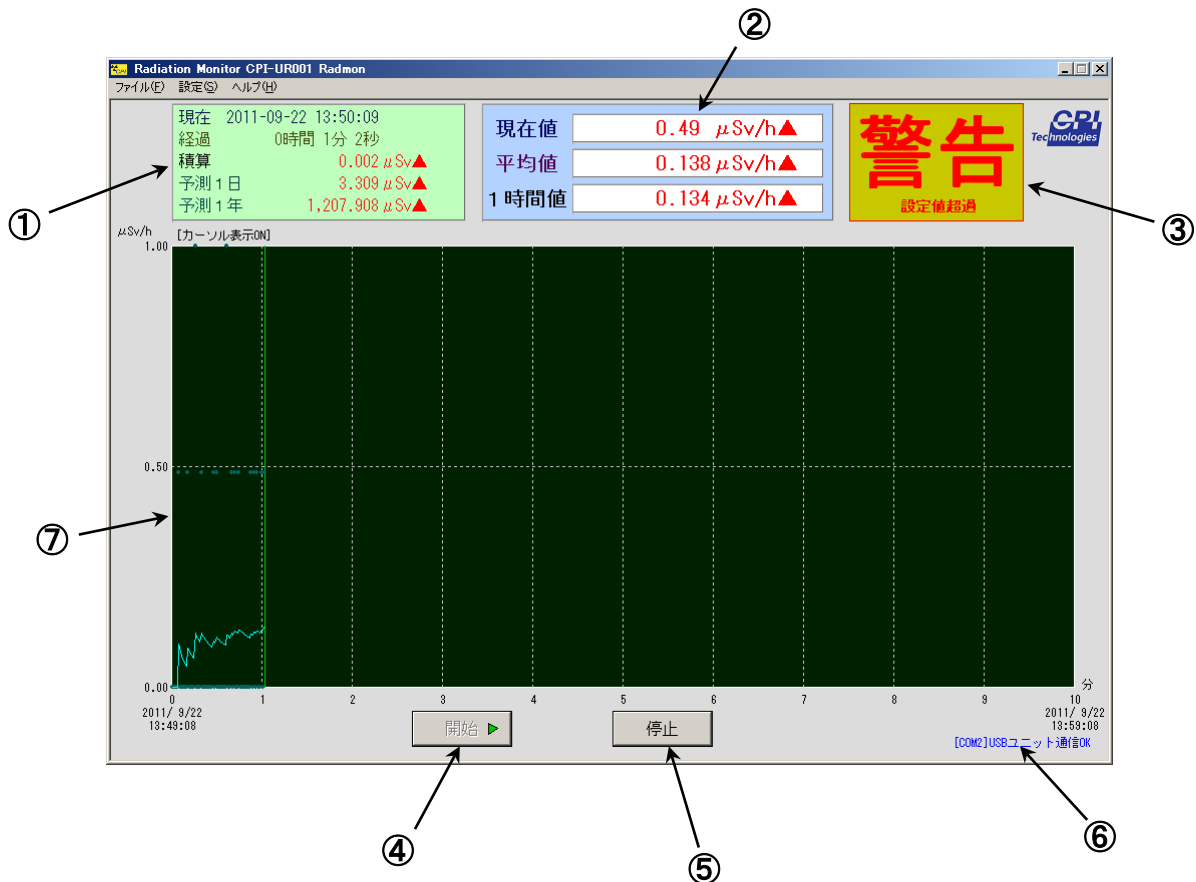 ②
Radiation Monitor CPI-UR001 Radmon
ファイル(F) 設定(S) ヘルプ(H)
現在 2011-09-22 13:50:09
経過 0時間 1分 2秒
積算 0.002 μSv▲
予測1日 3.309 μSv▲
予測1年 1,207.908 μSv▲
現在値 0.49 μSv/h▲
平均値 0.138 μSv/h▲
1時間値 0.134 μSv/h▲
警告
設定値超過
CPI
Technologies
①
③
μSv/h [カーソル表示ON]
1.00
0.50
⑦
0.00
0 1 2 3 4 5 6 7 8 9 10 分
2011/ 9/22
13:49:08
2011/ 9/22
13:59:08
開始
停止
[COM2]USBユニット通信OK
④
⑤
⑥